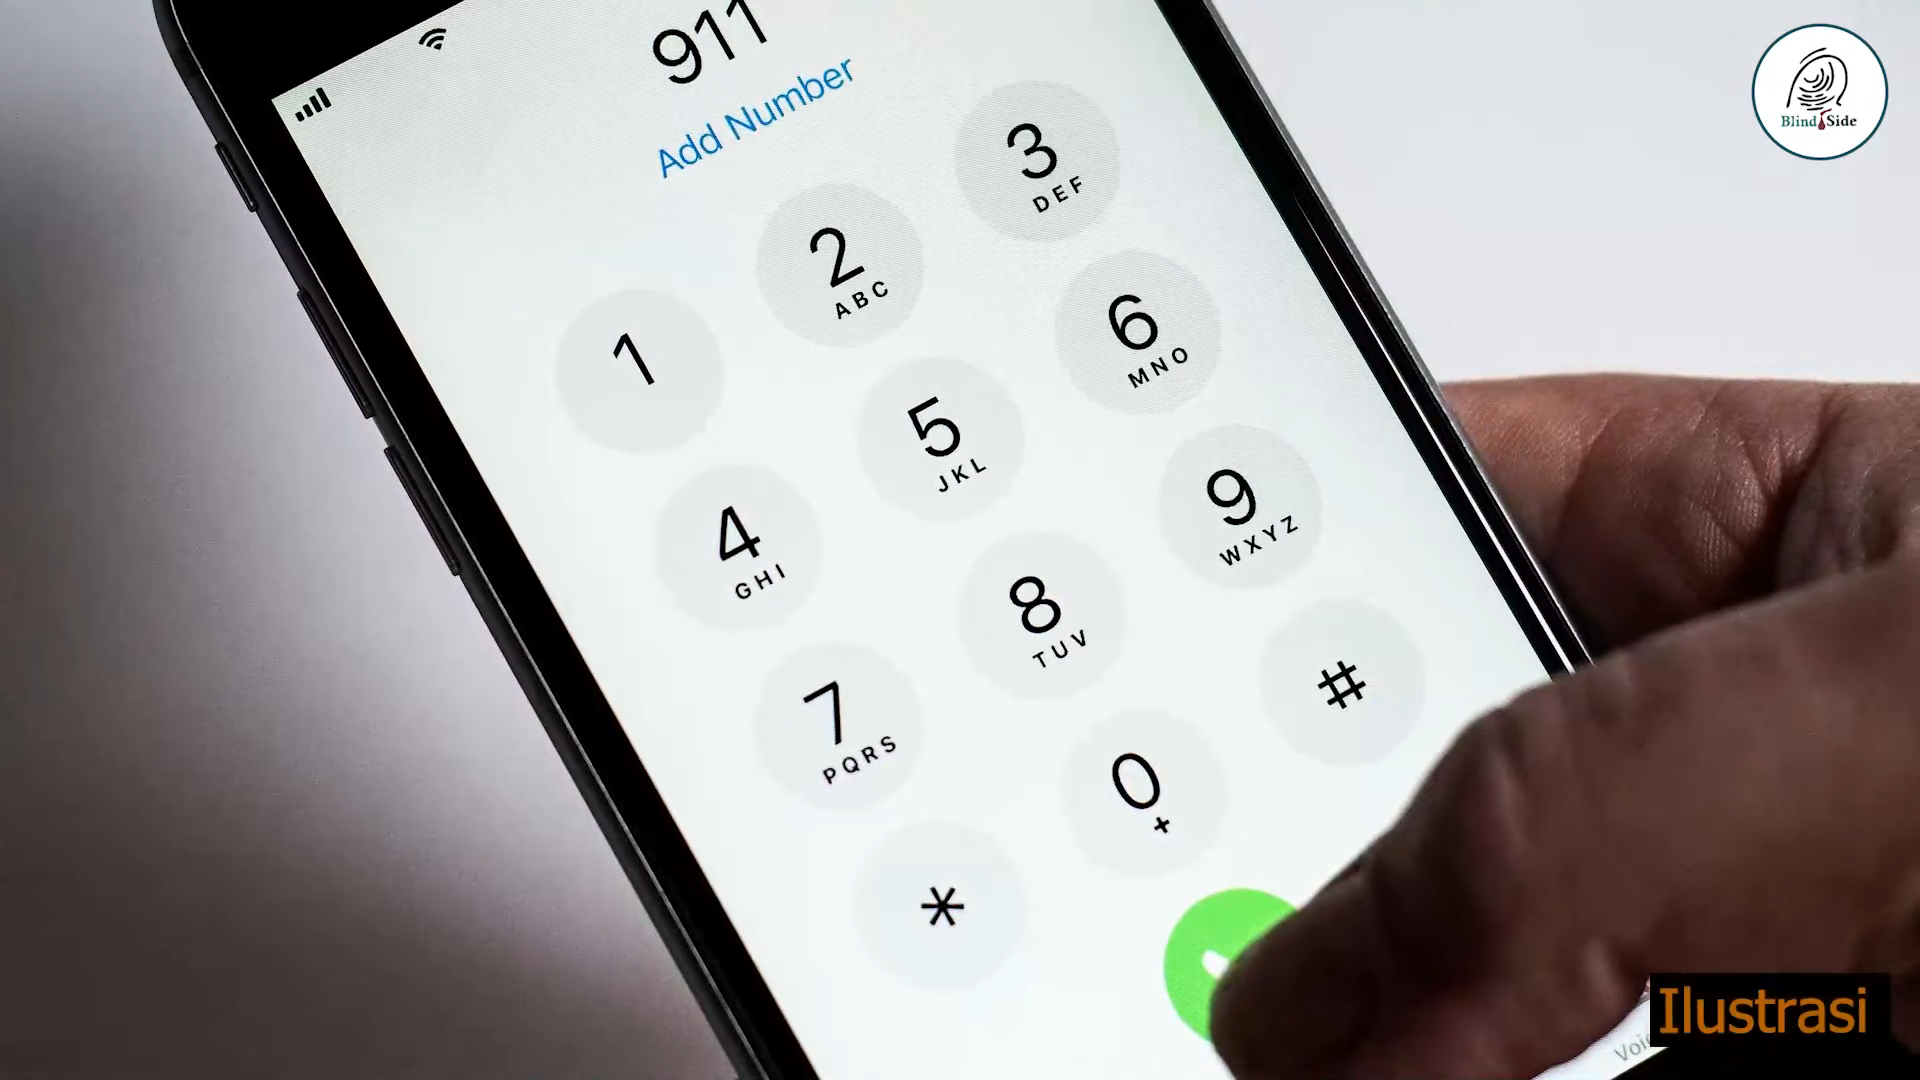 911
Add Number
1
2
ABC
3
DEF
4
GHI
5
JKL
6
MNO
7
PQRS
8
TUV
9
WXYZ
*
0
+
#
Blind Side
Ilustrasi